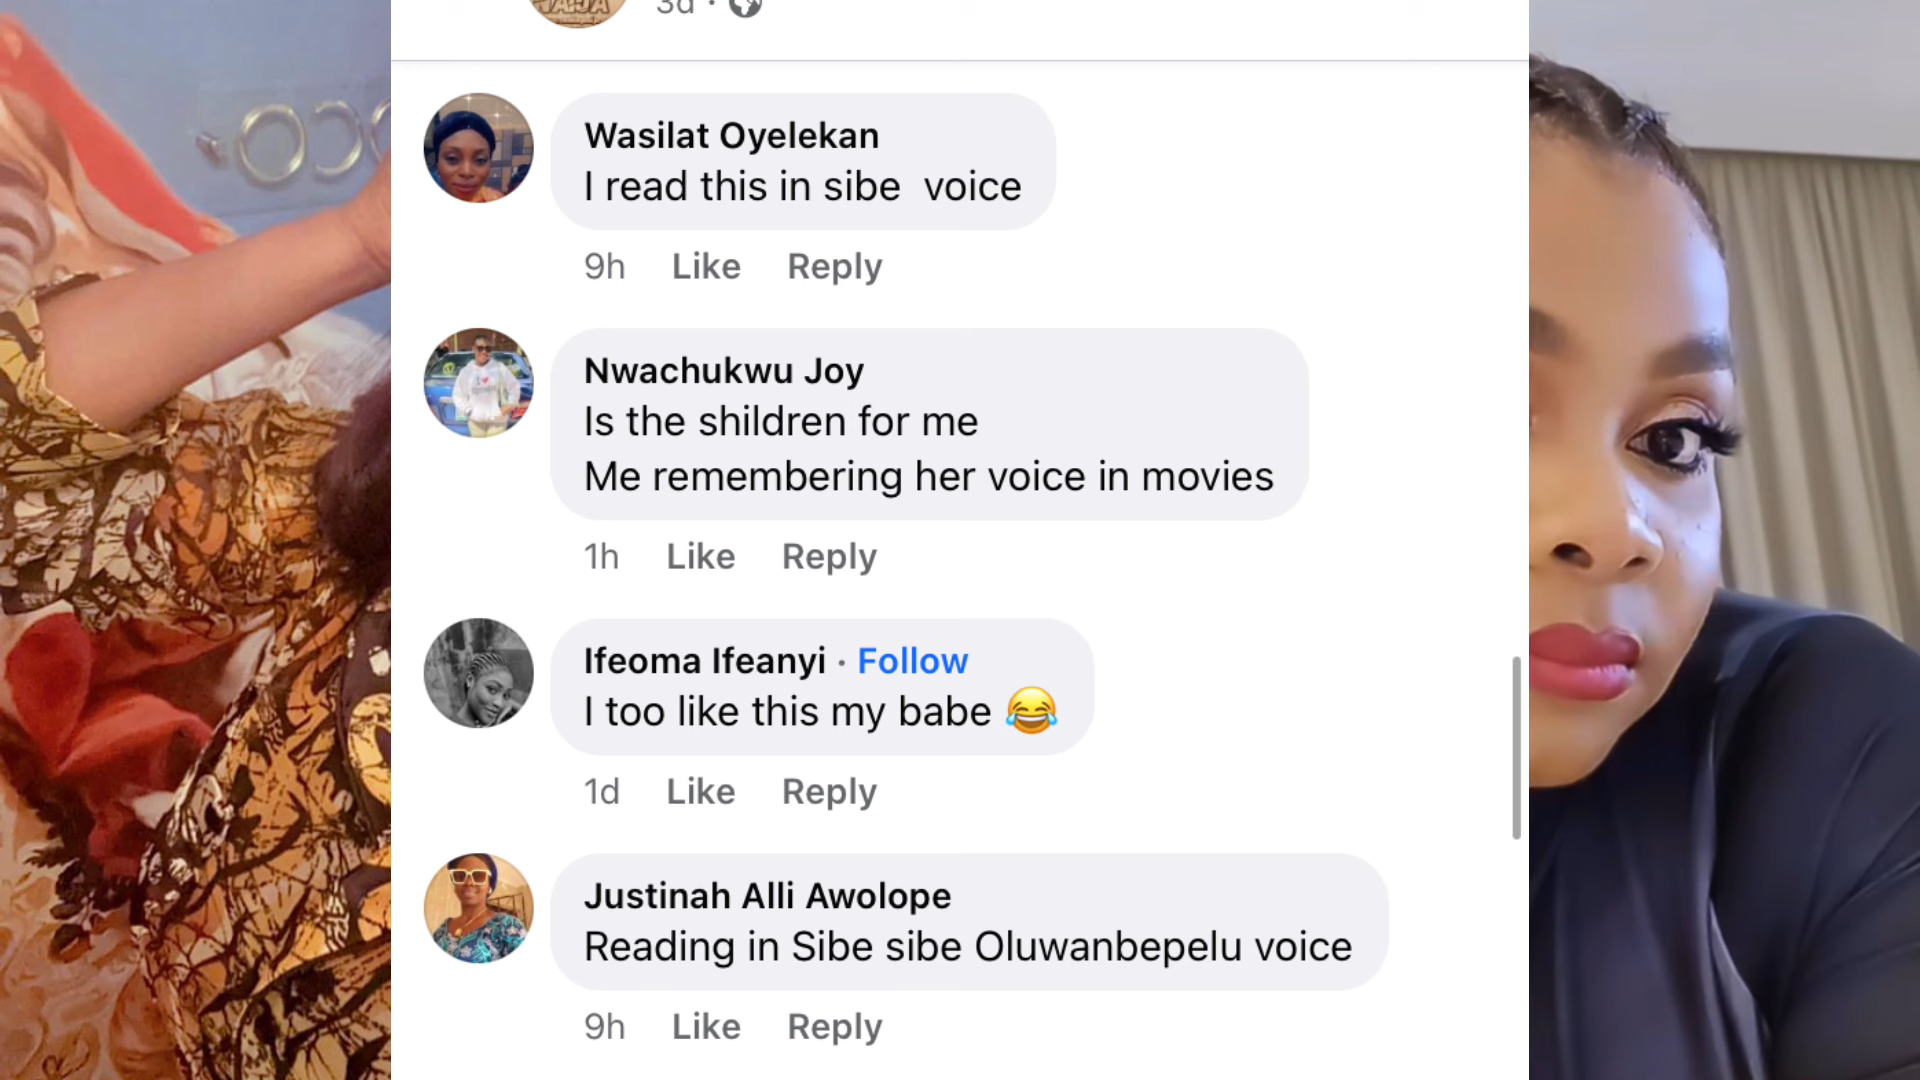 3d ·
Wasilat Oyelekan
I read this in sibe voice
9h Like Reply
Nwachukwu Joy
Is the shildren for me
Me remembering her voice in movies
1h Like Reply
Ifeoma Ifeanyi · Follow
I too like this my babe 😂
1d Like Reply
Justinah Alli Awolope
Reading in Sibe sibe Oluwanbepelu voice
9h Like Reply